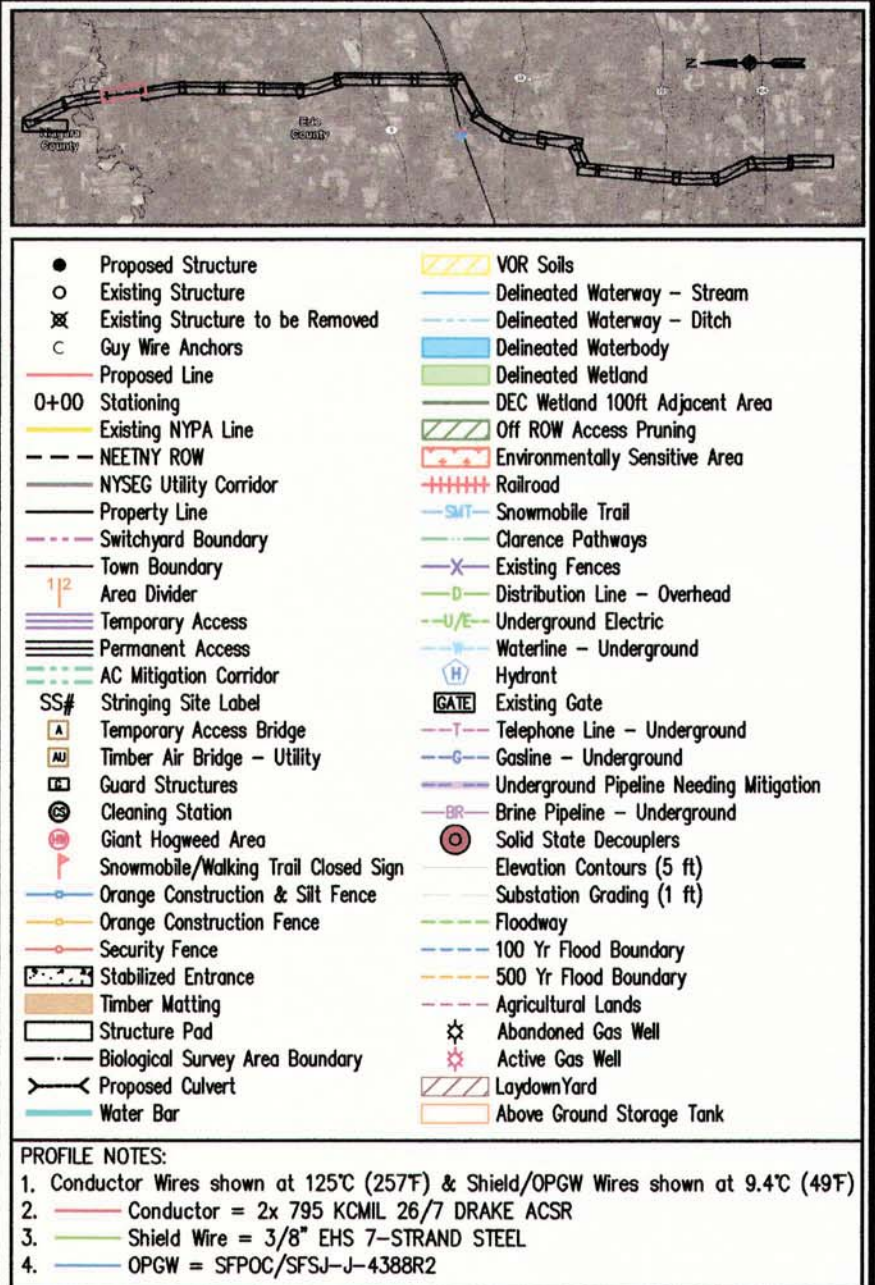 N
Niagara
County
Erie
County
● Proposed Structure
○ Existing Structure
Existing Structure to be Removed
C Guy Wire Anchors
Proposed Line
0+00 Stationing
Existing NYPA Line
NEETNY ROW
NYSEG Utility Corridor
Property Line
Switchyard Boundary
Town Boundary
1|2 Area Divider
Temporary Access
Permanent Access
AC Mitigation Corridor
SS# Stringing Site Label
A Temporary Access Bridge
AU Timber Air Bridge – Utility
G Guard Structures
CS Cleaning Station
HW Giant Hogweed Area
Snowmobile/Walking Trail Closed Sign
Orange Construction & Silt Fence
Orange Construction Fence
Security Fence
Stabilized Entrance
Timber Matting
Structure Pad
Biological Survey Area Boundary
Proposed Culvert
Water Bar
VOR Soils
Delineated Waterway – Stream
Delineated Waterway – Ditch
Delineated Waterbody
Delineated Wetland
DEC Wetland 100ft Adjacent Area
Off ROW Access Pruning
Environmentally Sensitive Area
Railroad
SMT Snowmobile Trail
Clarence Pathways
X Existing Fences
D Distribution Line – Overhead
U/E Underground Electric
W Waterline – Underground
H Hydrant
GATE Existing Gate
T Telephone Line – Underground
G Gasline – Underground
Underground Pipeline Needing Mitigation
BR Brine Pipeline – Underground
Solid State Decouplers
Elevation Contours (5 ft)
Substation Grading (1 ft)
Floodway
100 Yr Flood Boundary
500 Yr Flood Boundary
Agricultural Lands
Abandoned Gas Well
Active Gas Well
LaydownYard
Above Ground Storage Tank
PROFILE NOTES:
1. Conductor Wires shown at 125°C (257°F) & Shield/OPGW Wires shown at 9.4°C (49°F)
2. Conductor = 2x 795 KCMIL 26/7 DRAKE ACSR
3. Shield Wire = 3/8" EHS 7-STRAND STEEL
4. OPGW = SFPOC/SFSJ-J-4388R2